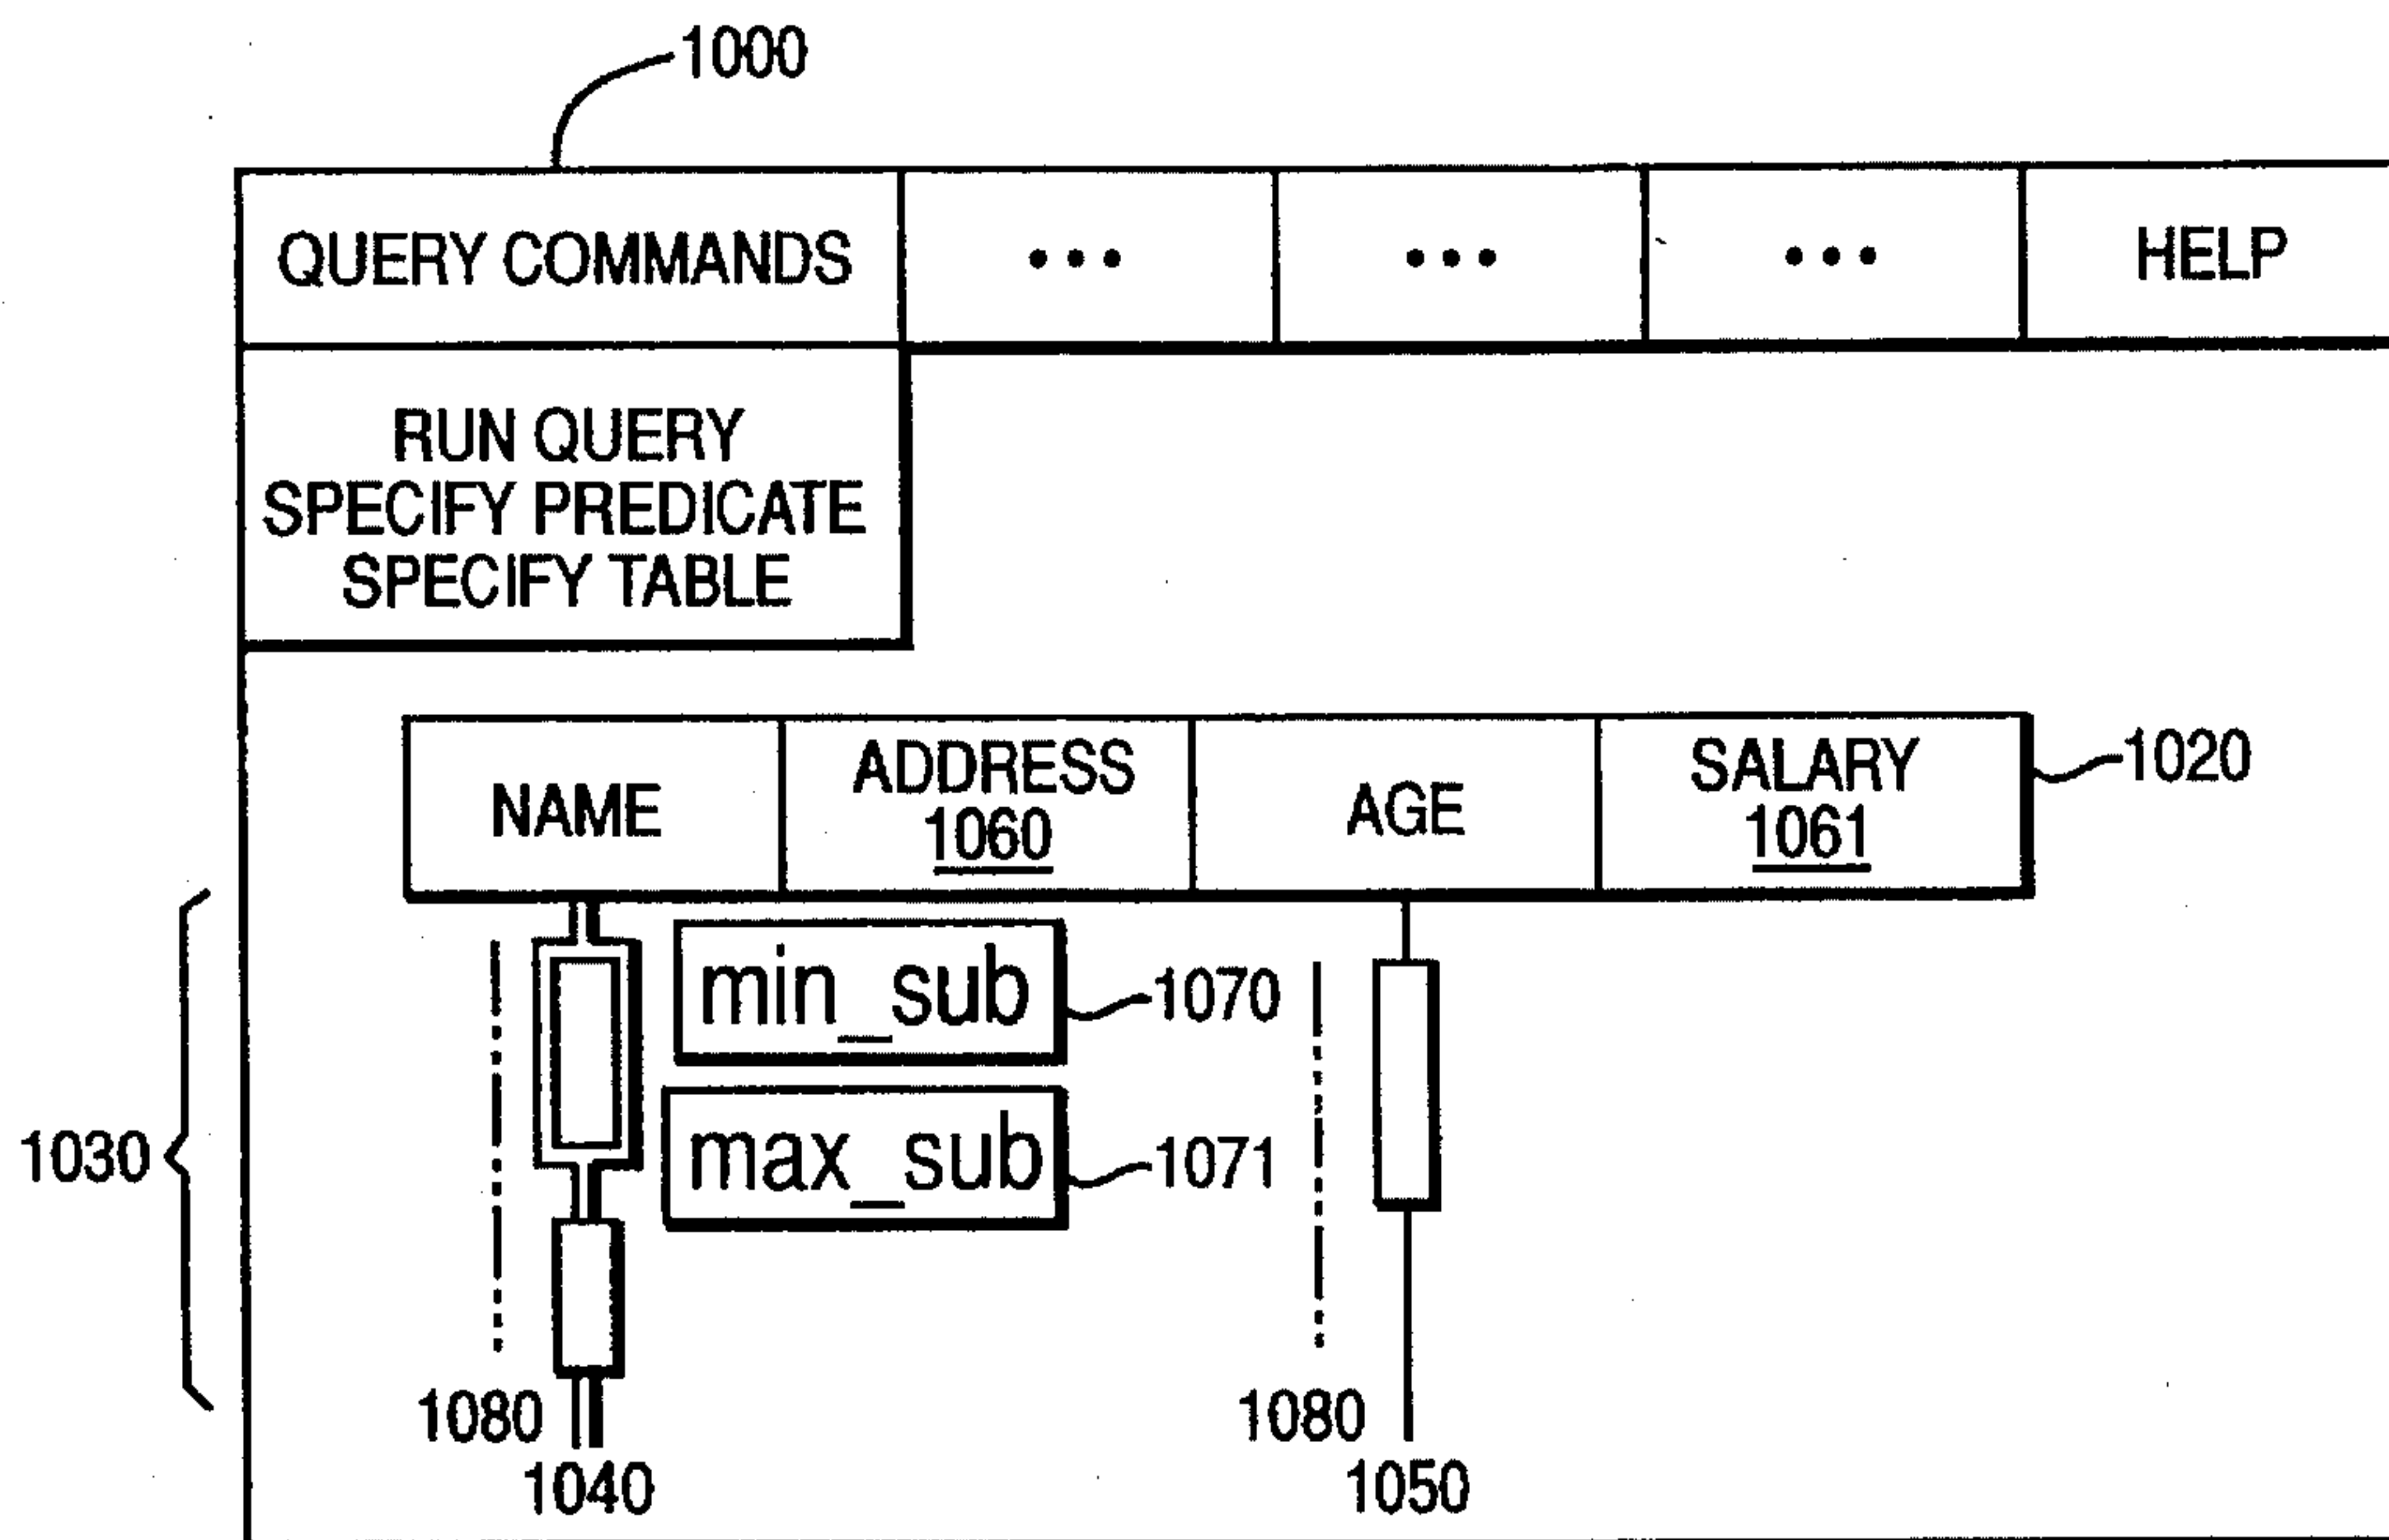 1000
QUERY COMMANDS ... ... ... HELP
RUN QUERY
SPECIFY PREDICATE
SPECIFY TABLE
NAME ADDRESS 1060 AGE SALARY 1061 1020
min_sub 1070
1030 max_sub 1071
1080 1080
1040 1050